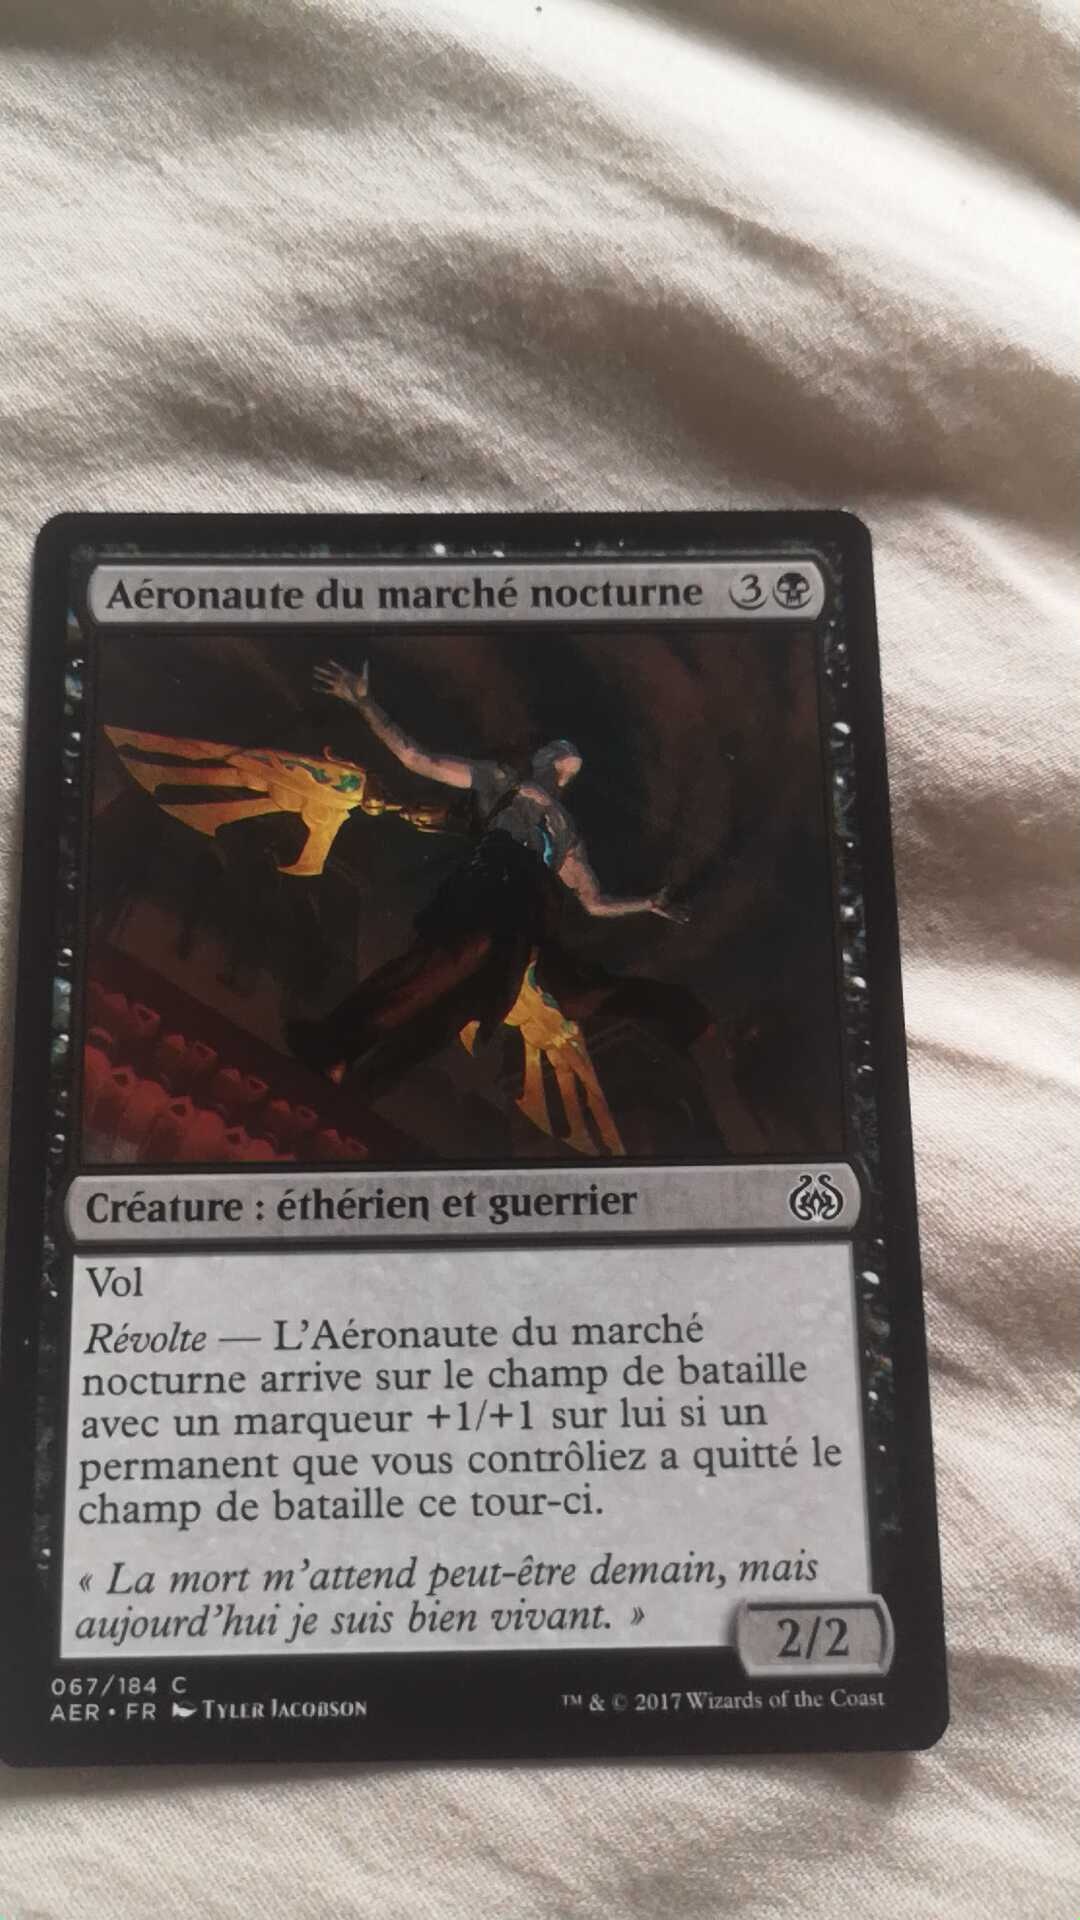 Aéronaute du marché nocturne 3
Créature : éthérien et guerrier
Vol
Révolte — L'Aéronaute du marché
nocturne arrive sur le champ de bataille
avec un marqueur +1/+1 sur lui si un
permanent que vous contrôliez a quitté le
champ de bataille ce tour-ci.
« La mort m'attend peut-être demain, mais
aujourd'hui je suis bien vivant. »
2/2
067/184 C
AER • FR Tyler Jacobson
™ & © 2017 Wizards of the Coast